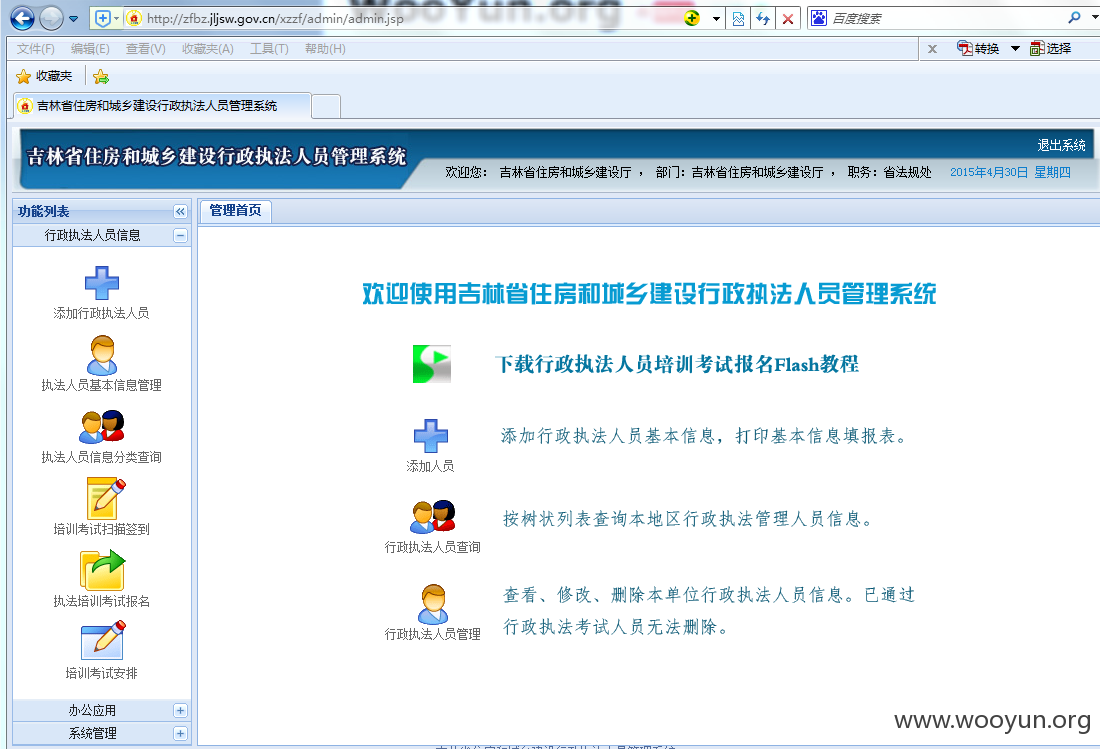 WooYun.org
http://zfbz.jljsw.gov.cn/xzzf/admin/admin.jsp
百度搜索
文件(F) 编辑(E) 查看(V) 收藏夹(A) 工具(T) 帮助(H)
x 转换 选择
收藏夹
吉林省住房和城乡建设行政执法人员管理系统
吉林省住房和城乡建设行政执法人员管理系统
退出系统
欢迎您： 吉林省住房和城乡建设厅 ， 部门：吉林省住房和城乡建设厅 ， 职务：省法规处 2015年4月30日 星期四
功能列表
管理首页
行政执法人员信息
添加行政执法人员
执法人员基本信息管理
执法人员信息分类查询
培训考试扫描签到
执法培训考试报名
培训考试安排
办公应用
系统管理
欢迎使用吉林省住房和城乡建设行政执法人员管理系统
下载行政执法人员培训考试报名Flash教程
添加行政执法人员基本信息，打印基本信息填报表。
添加人员
按树状列表查询本地区行政执法管理人员信息。
行政执法人员查询
查看、修改、删除本单位行政执法人员信息。已通过
行政执法考试人员无法删除。
行政执法人员管理
www.wooyun.org